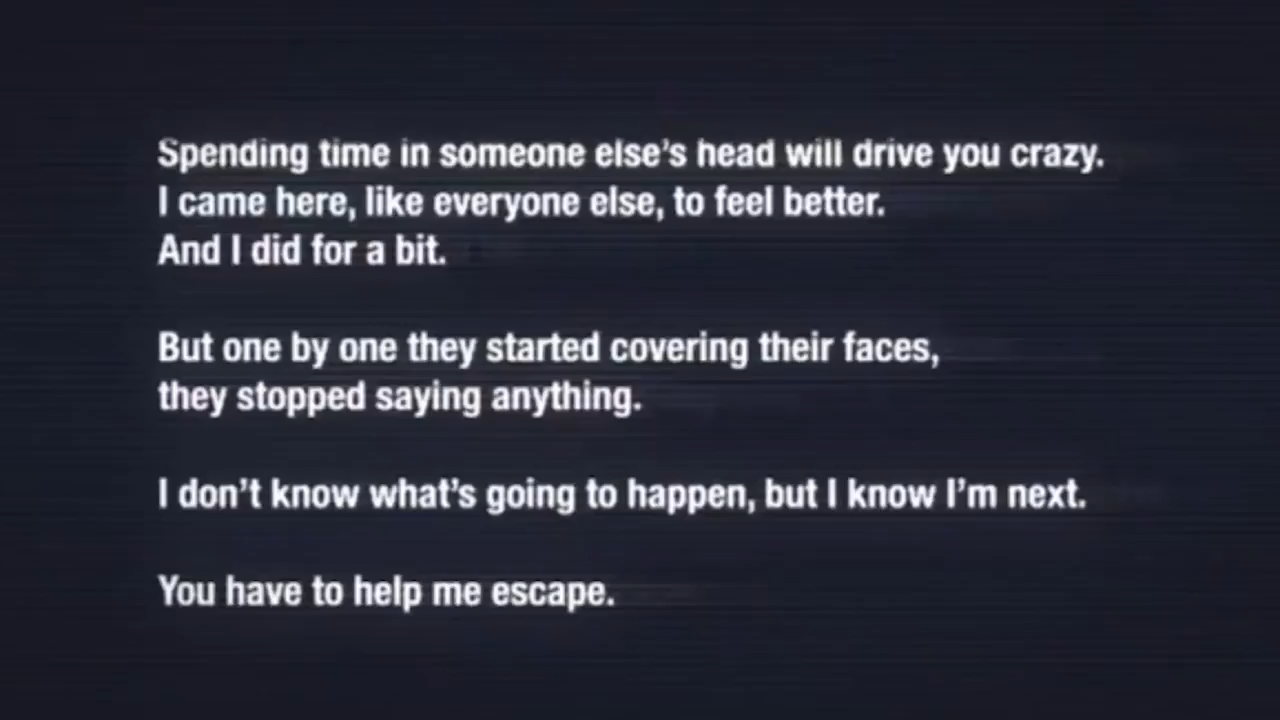 Spending time in someone else’s head will drive you crazy.
I came here, like everyone else, to feel better.
And I did for a bit.
But one by one they started covering their faces,
they stopped saying anything.
I don’t know what’s going to happen, but I know I’m next.
You have to help me escape.